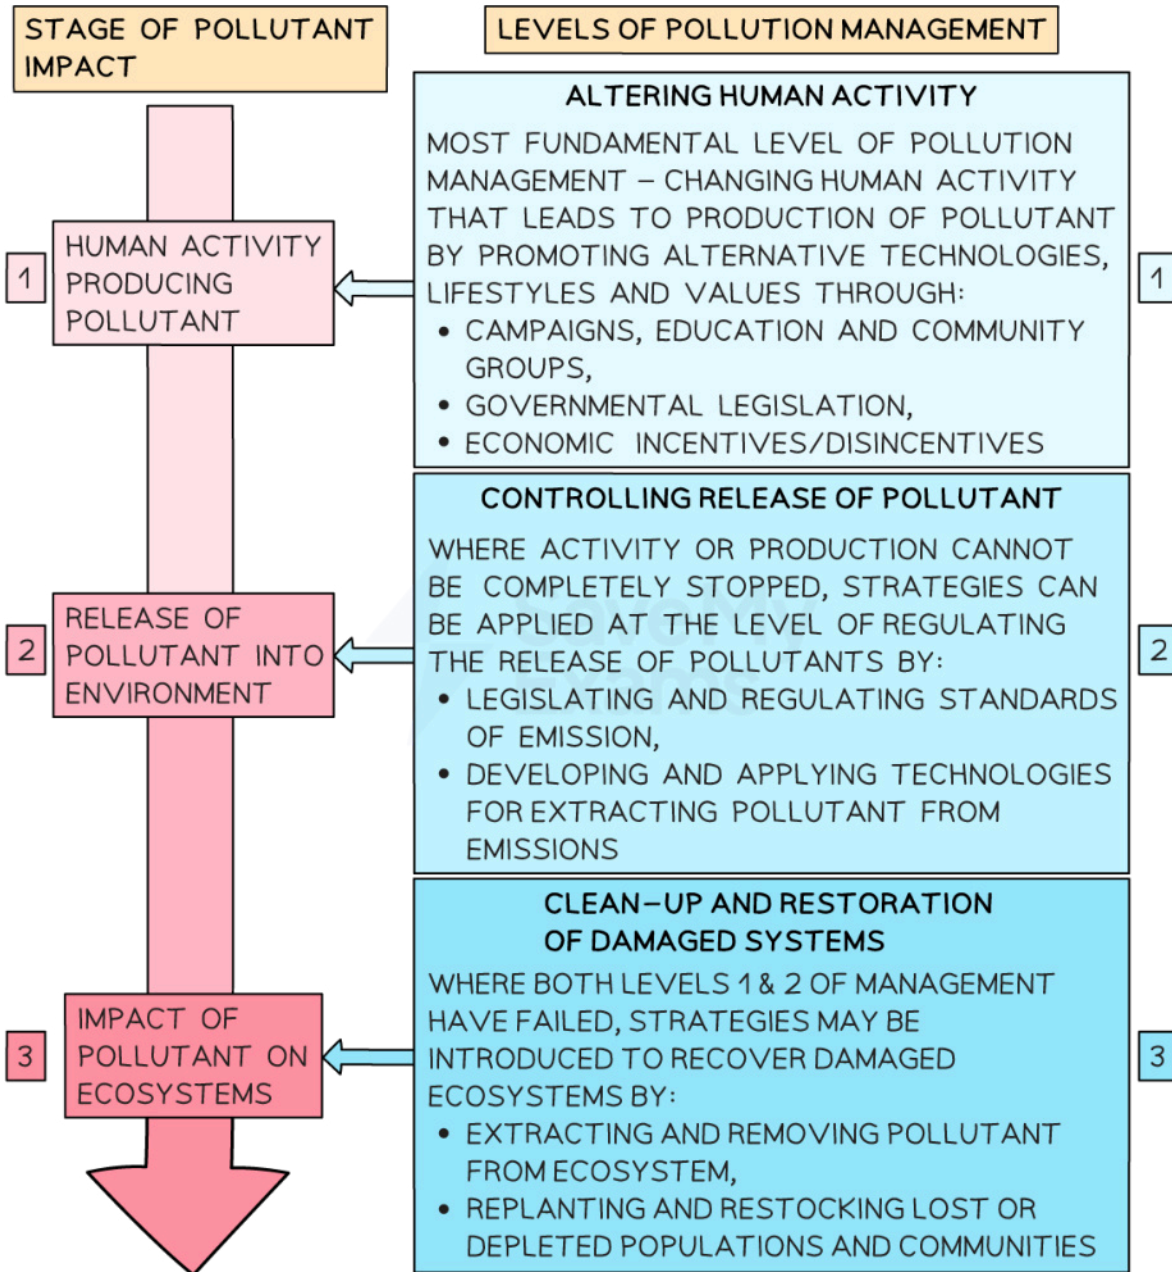 STAGE OF POLLUTANT
IMPACT
LEVELS OF POLLUTION MANAGEMENT
1
HUMAN ACTIVITY
PRODUCING
POLLUTANT
ALTERING HUMAN ACTIVITY
MOST FUNDAMENTAL LEVEL OF POLLUTION
MANAGEMENT – CHANGING HUMAN ACTIVITY
THAT LEADS TO PRODUCTION OF POLLUTANT
BY PROMOTING ALTERNATIVE TECHNOLOGIES,
LIFESTYLES AND VALUES THROUGH:
• CAMPAIGNS, EDUCATION AND COMMUNITY
GROUPS,
• GOVERNMENTAL LEGISLATION,
• ECONOMIC INCENTIVES/DISINCENTIVES
1
2
RELEASE OF
POLLUTANT INTO
ENVIRONMENT
CONTROLLING RELEASE OF POLLUTANT
WHERE ACTIVITY OR PRODUCTION CANNOT
BE COMPLETELY STOPPED, STRATEGIES CAN
BE APPLIED AT THE LEVEL OF REGULATING
THE RELEASE OF POLLUTANTS BY:
• LEGISLATING AND REGULATING STANDARDS
OF EMISSION,
• DEVELOPING AND APPLYING TECHNOLOGIES
FOR EXTRACTING POLLUTANT FROM
EMISSIONS
2
SaveMy
Exams
3
IMPACT OF
POLLUTANT ON
ECOSYSTEMS
CLEAN–UP AND RESTORATION
OF DAMAGED SYSTEMS
WHERE BOTH LEVELS 1 & 2 OF MANAGEMENT
HAVE FAILED, STRATEGIES MAY BE
INTRODUCED TO RECOVER DAMAGED
ECOSYSTEMS BY:
• EXTRACTING AND REMOVING POLLUTANT
FROM ECOSYSTEM,
• REPLANTING AND RESTOCKING LOST OR
DEPLETED POPULATIONS AND COMMUNITIES
3